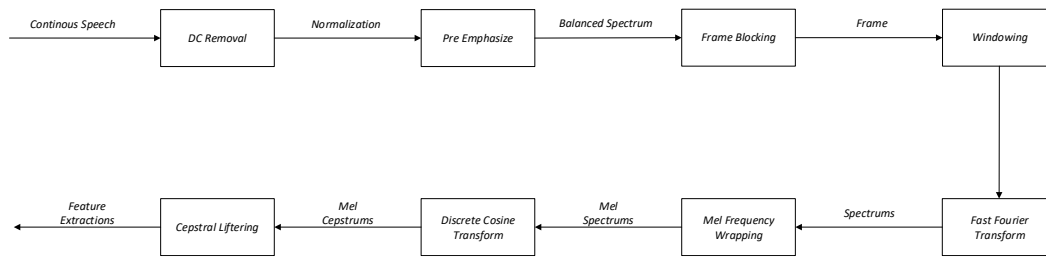 Continous Speech
DC Removal
Normalization
Pre Emphasize
Balanced Spectrum
Frame Blocking
Frame
Windowing
Fast Fourier
Transform
Spectrums
Mel Frequency
Wrapping
Mel
Spectrums
Discrete Cosine
Transform
Mel
Cepstrums
Cepstral Liftering
Feature
Extractions